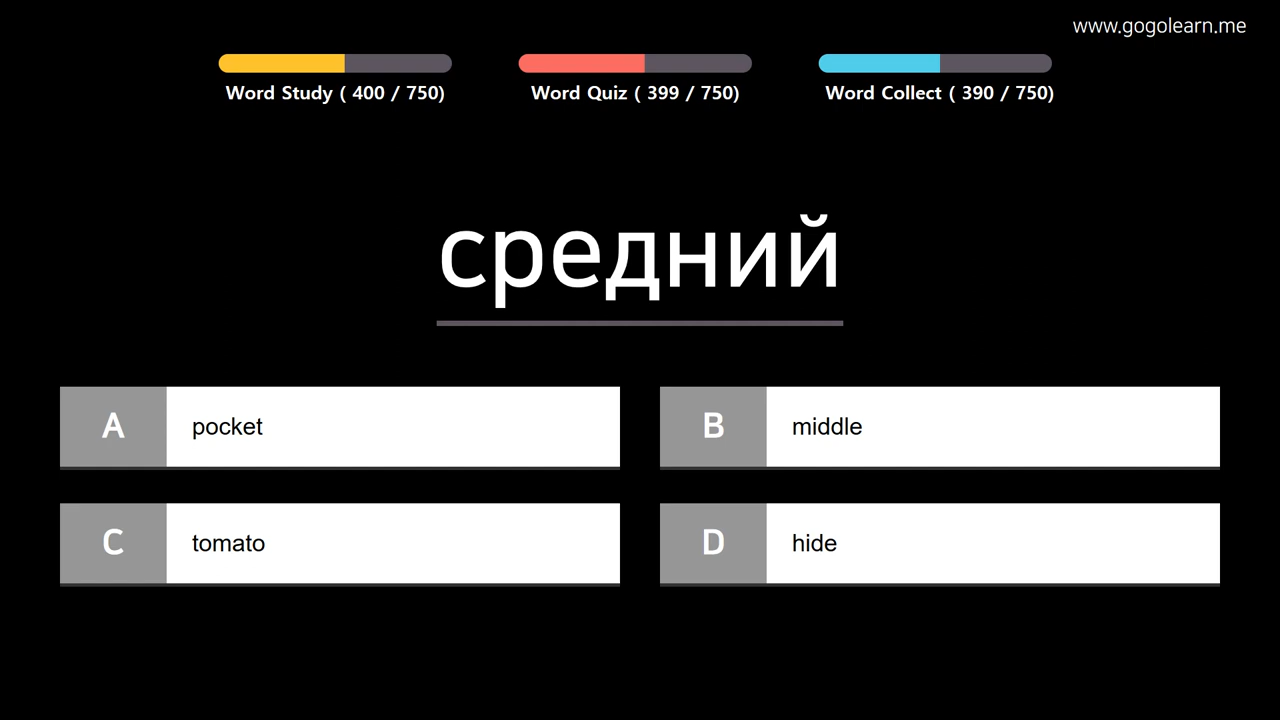 www.gogolearn.me
Word Study ( 400 / 750)
Word Quiz ( 399 / 750)
Word Collect ( 390 / 750)
средний
A pocket
B middle
C tomato
D hide